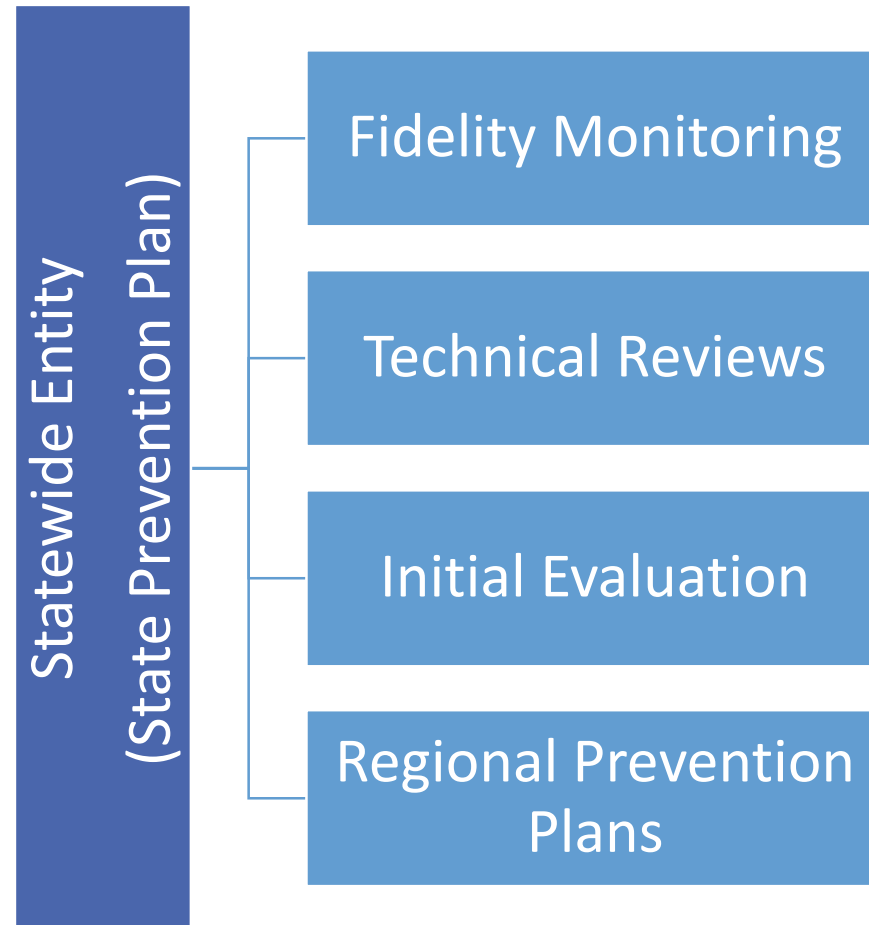 Statewide Entity
(State Prevention Plan)
Fidelity Monitoring
Technical Reviews
Initial Evaluation
Regional Prevention
Plans